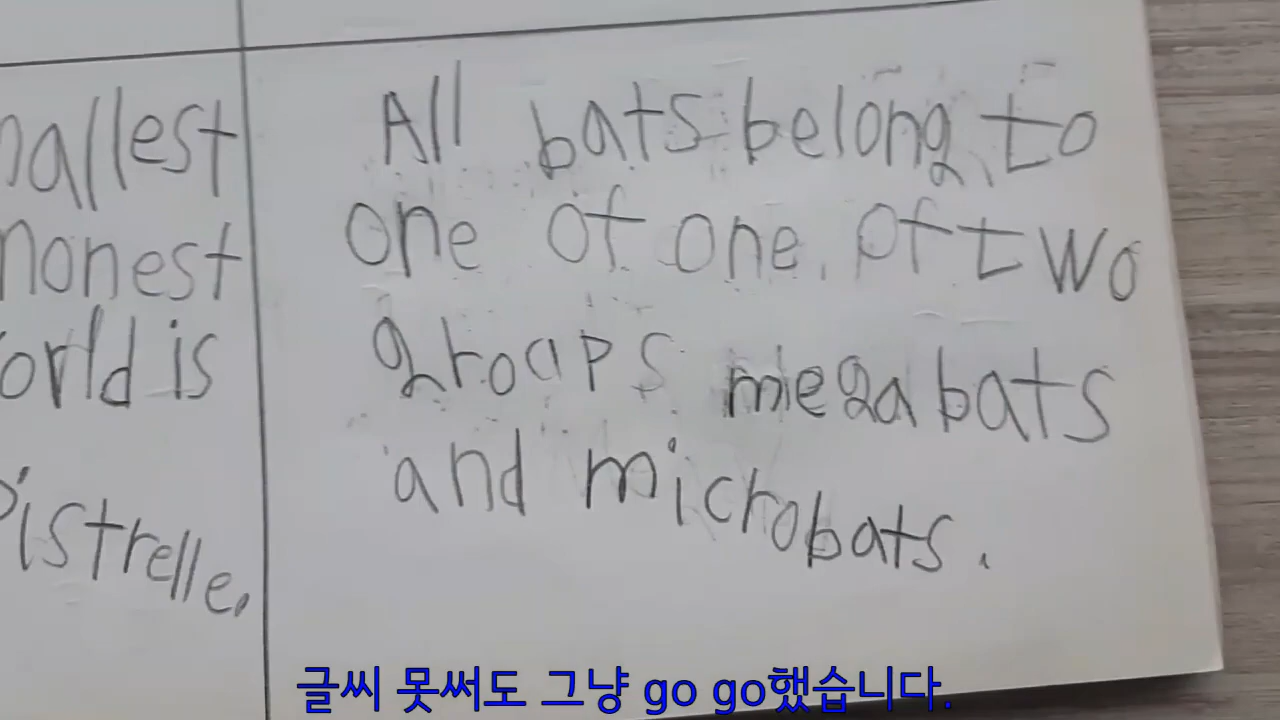 All bats belong to
one of one of two
groups megabats
and microbats.
allest
nonest
orld is
istrelle.
글씨 못써도 그냥 go go했습니다.